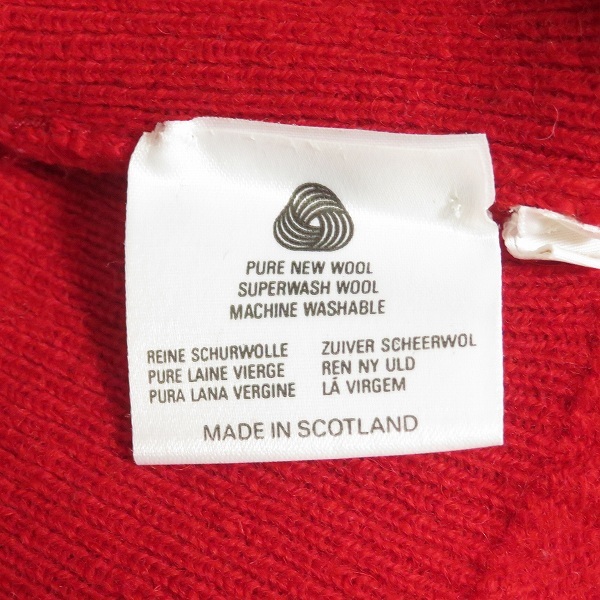 PURE NEW WOOL
SUPERWASH WOOL
MACHINE WASHABLE
REINE SCHURWOLLE
PURE LAINE VIERGE
PURA LANA VERGINE
ZUIVER SCHEERWOL
REN NY ULD
LÃ VIRGEM
MADE IN SCOTLAND